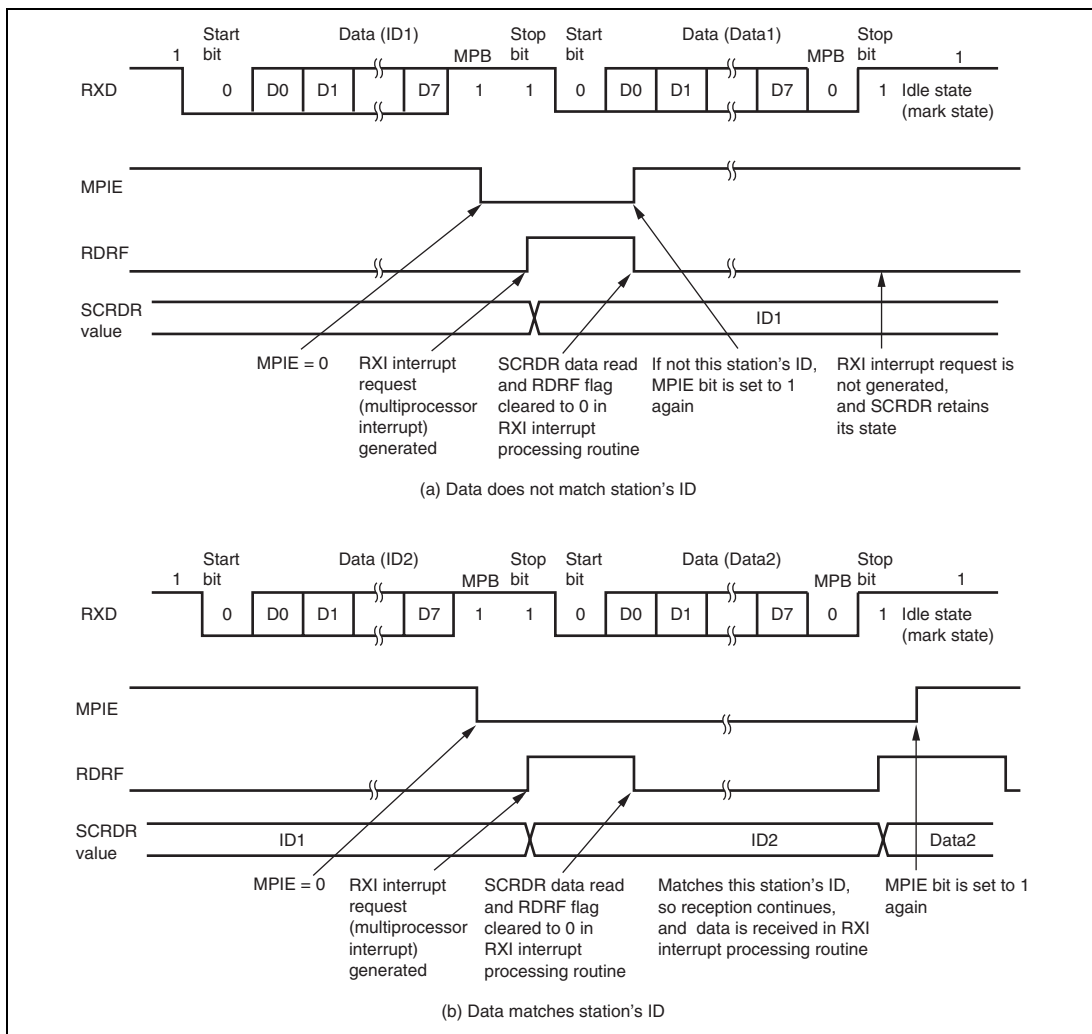 Start bit Data (ID1) Stop bit Start bit Data (Data1) Stop bit
1 MPB MPB 1
RXD 0 D0 D1 D7 1 1 0 D0 D1 D7 0 1 Idle state (mark state)
MPIE
RDRF
SCRDR value ID1
MPIE = 0
RXI interrupt
request
(multiprocessor
interrupt)
generated
SCRDR data read
and RDRF flag
cleared to 0 in
RXI interrupt
processing routine
If not this station's ID,
MPIE bit is set to 1
again
RXI interrupt request is
not generated,
and SCRDR retains
its state
(a) Data does not match station's ID
Start bit Data (ID2) Stop bit Start bit Data (Data2) Stop bit
1 MPB MPB 1
RXD 0 D0 D1 D7 1 1 0 D0 D1 D7 0 1 Idle state (mark state)
MPIE
RDRF
SCRDR value ID1 ID2 Data2
MPIE = 0
RXI interrupt
request
(multiprocessor
interrupt)
generated
SCRDR data read
and RDRF flag
cleared to 0 in
RXI interrupt
processing routine
Matches this station's ID,
so reception continues,
and data is received in RXI
interrupt processing routine
MPIE bit is set to 1
again
(b) Data matches station's ID